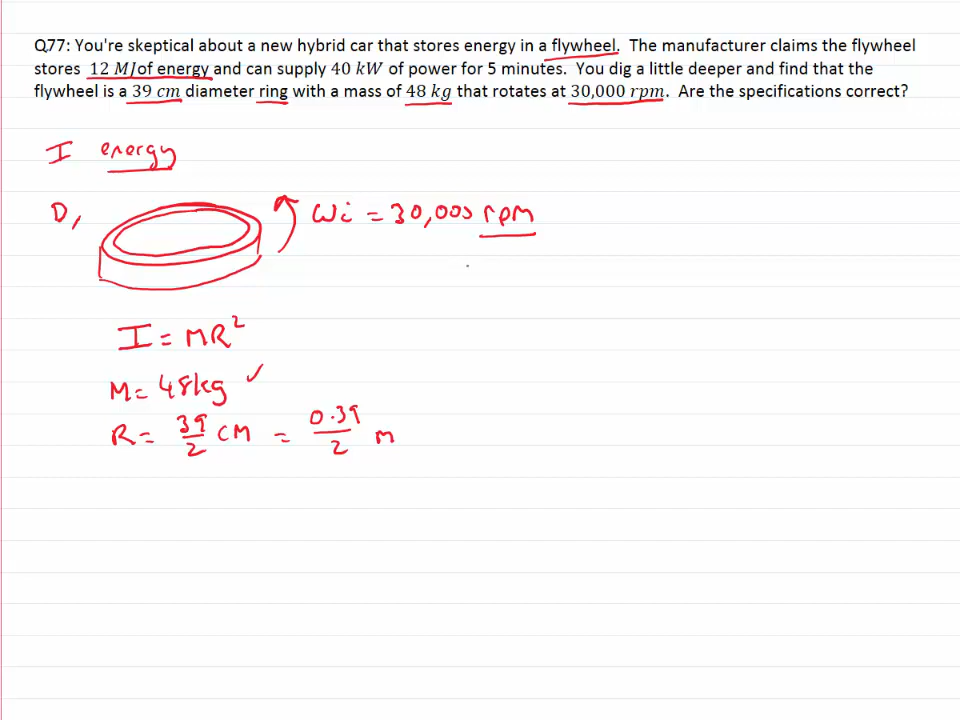 Q77: You're skeptical about a new hybrid car that stores energy in a flywheel. The manufacturer claims the flywheel
stores 12 MJof energy and can supply 40 kW of power for 5 minutes. You dig a little deeper and find that the
flywheel is a 39 cm diameter ring with a mass of 48 kg that rotates at 30,000 rpm. Are the specifications correct?
I energy
D, ωi = 30,000 rpm
I = MR²
M = 48kg ✓
R = 39/2 cm = 0.39/2 m